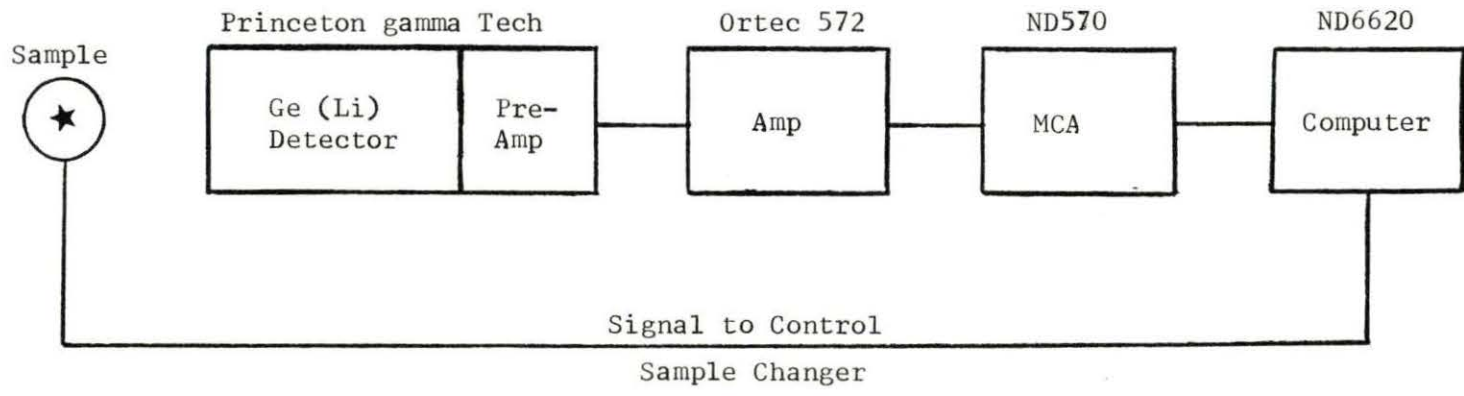 Princeton gamma Tech
Ortec 572
ND570
ND6620
Sample
Ge (Li)
Detector
Pre-
Amp
Amp
MCA
Computer
Signal to Control
Sample Changer